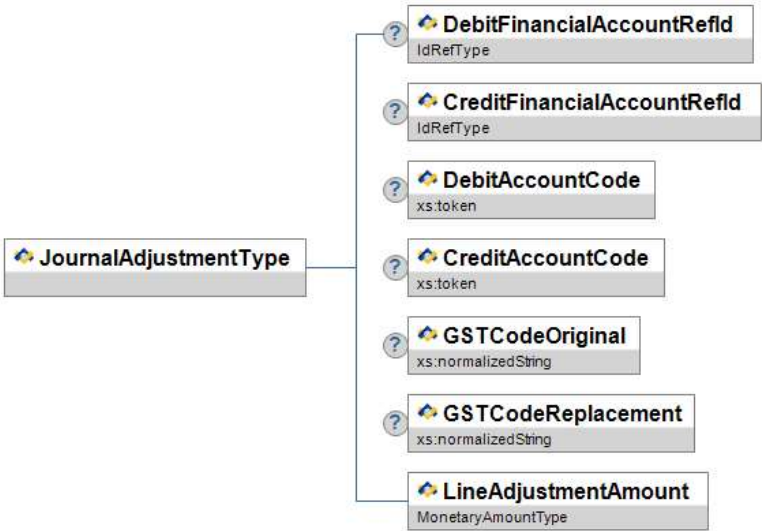 ? DebitFinancialAccountRefId
IdRefType
? CreditFinancialAccountRefId
IdRefType
? DebitAccountCode
xs:token
JournalAdjustmentType
? CreditAccountCode
xs:token
? GSTCodeOriginal
xs:normalizedString
? GSTCodeReplacement
xs:normalizedString
LineAdjustmentAmount
MonetaryAmountType